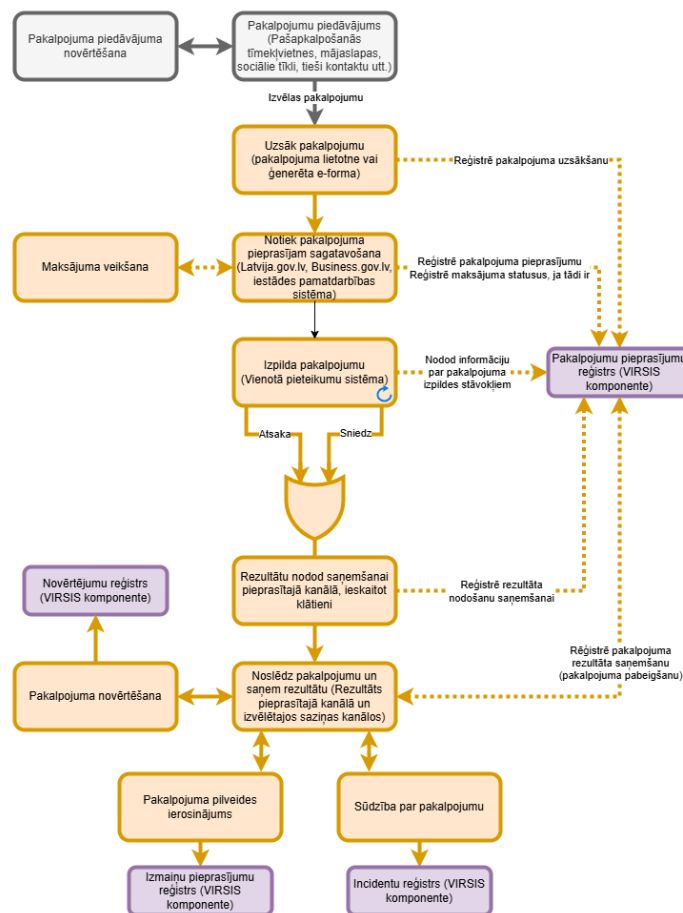 Pakalpojuma piedāvājuma
novērtēšana
Pakalpojumu piedāvājums
(Pašapkalpošanās
tīmekļvietnes, mājaslapas,
sociālie tīkli, tieši kontaktu utt.)
Izvēlas pakalpojumu
Uzsāk pakalpojumu
(pakalpojuma lietotne vai
ģenerēta e-forma)
Reģistrē pakalpojuma uzsākšanu
Maksājuma veikšana
Notiek pakalpojuma
pieprasījam sagatavošana
(Latvija.gov.lv, Business.gov.lv,
iestādes pamatdarbības
sistēma)
Reģistrē pakalpojuma pieprasījumu
Reģistrē maksājuma statusus, ja tādi ir
Izpilda pakalpojumu
(Vienotā pieteikumu sistēma)
Nodod informāciju
par pakalpojuma
izpildes stāvokļiem
Pakalpojumu pieprasījumu
reģistrs (VIRSIS
komponente)
Atsaka
Sniedz
Rezultātu nodod saņemšanai
pieprasītajā kanālā, ieskaitot
klātieni
Reģistrē rezultāta
nodošanu saņemšanai
Novērtējumu reģistrs
(VIRSIS komponente)
Rēģistrē pakalpojuma
rezultāta saņemšanu
(pakalpojuma pabeigšanu)
Pakalpojuma novērtēšana
Noslēdz pakalpojumu un
saņem rezultātu (Rezultāts
pieprasītajā kanālā un
izvēlētajos saziņas kanālos)
Pakalpojuma pilveides
ierosinājums
Sūdzība par pakalpojumu
Izmaiņu pieprasījumu
reģistrs (VIRSIS
komponente)
Incidentu reģistrs (VIRSIS
komponente)